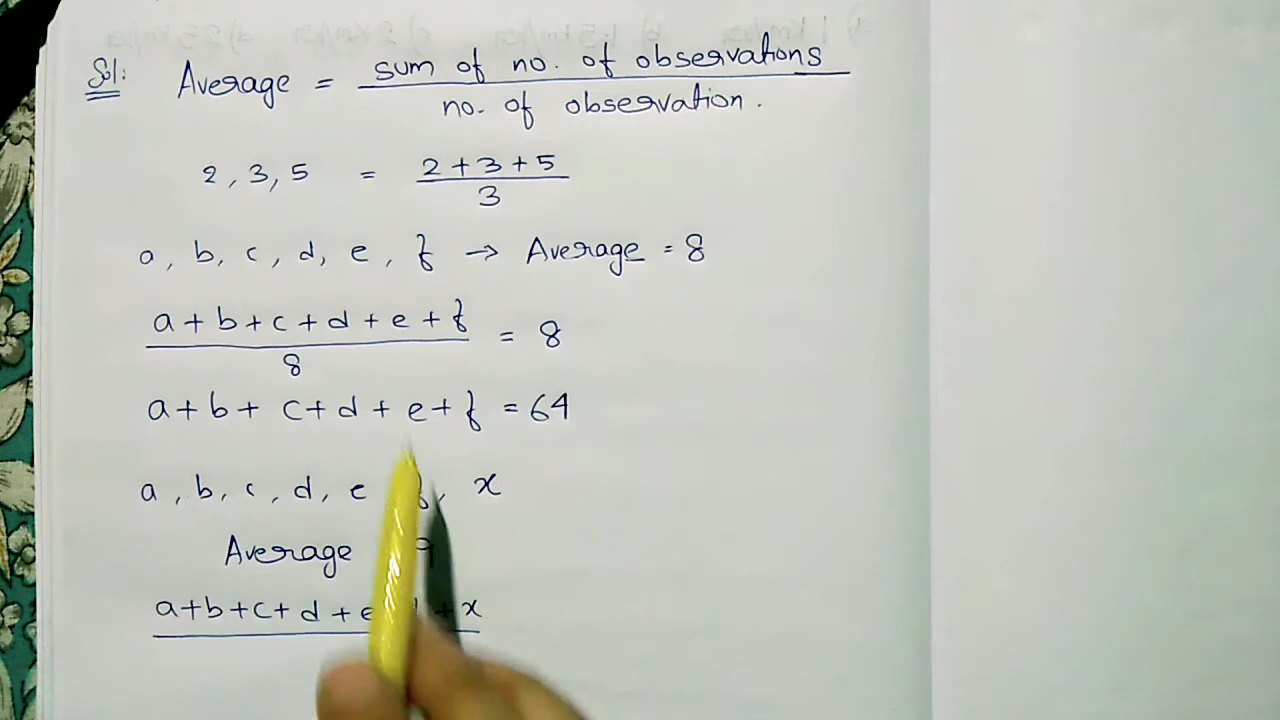 Sol: Average = sum of no. of observations / no. of observation.
2, 3, 5 = 2+3+5 / 3
a, b, c, d, e, f → Average = 8
a+b+c+d+e+f / 8 = 8
a+b+c+d+e+f = 64
a, b, c, d, e f, x
Average 9
a+b+c+d+e +x